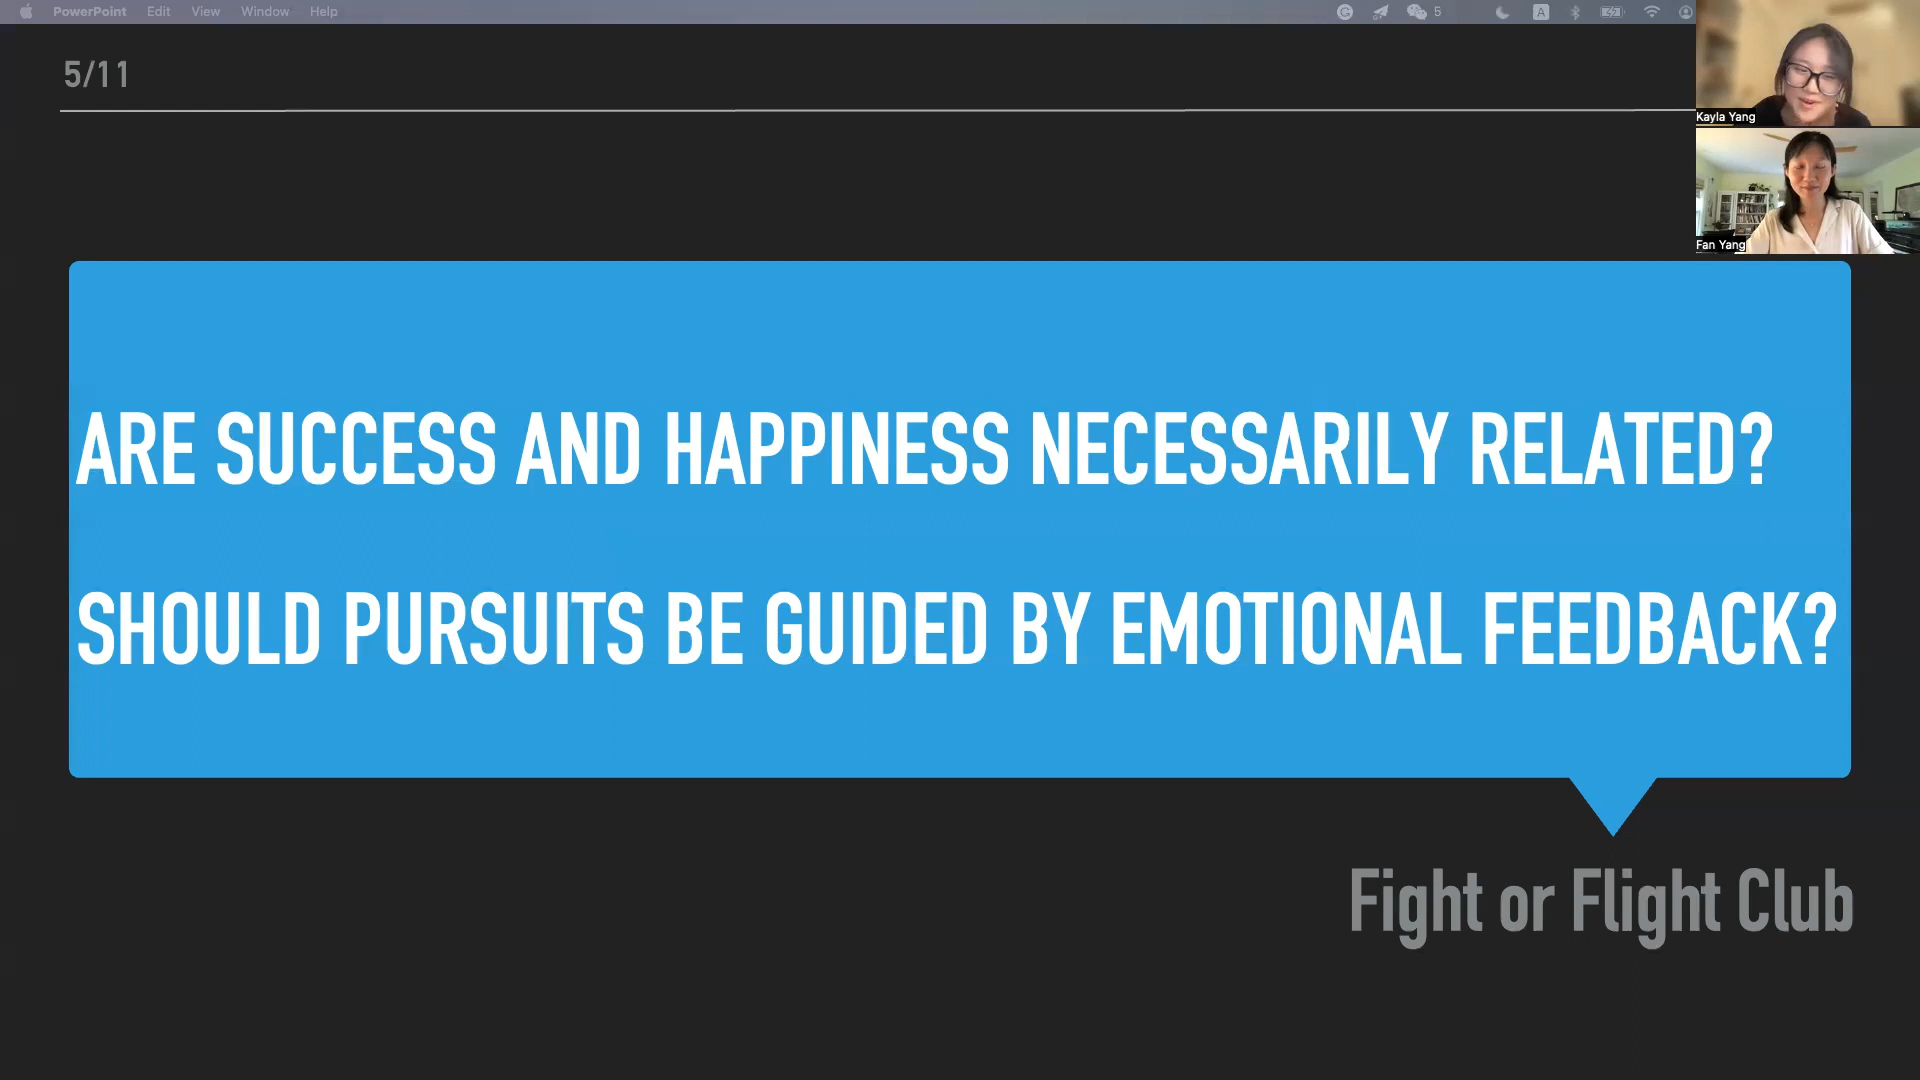 PowerPoint Edit View Window Help 5
5/11
Kayla Yang
Fan Yang
ARE SUCCESS AND HAPPINESS NECESSARILY RELATED?
SHOULD PURSUITS BE GUIDED BY EMOTIONAL FEEDBACK?
Fight or Flight Club